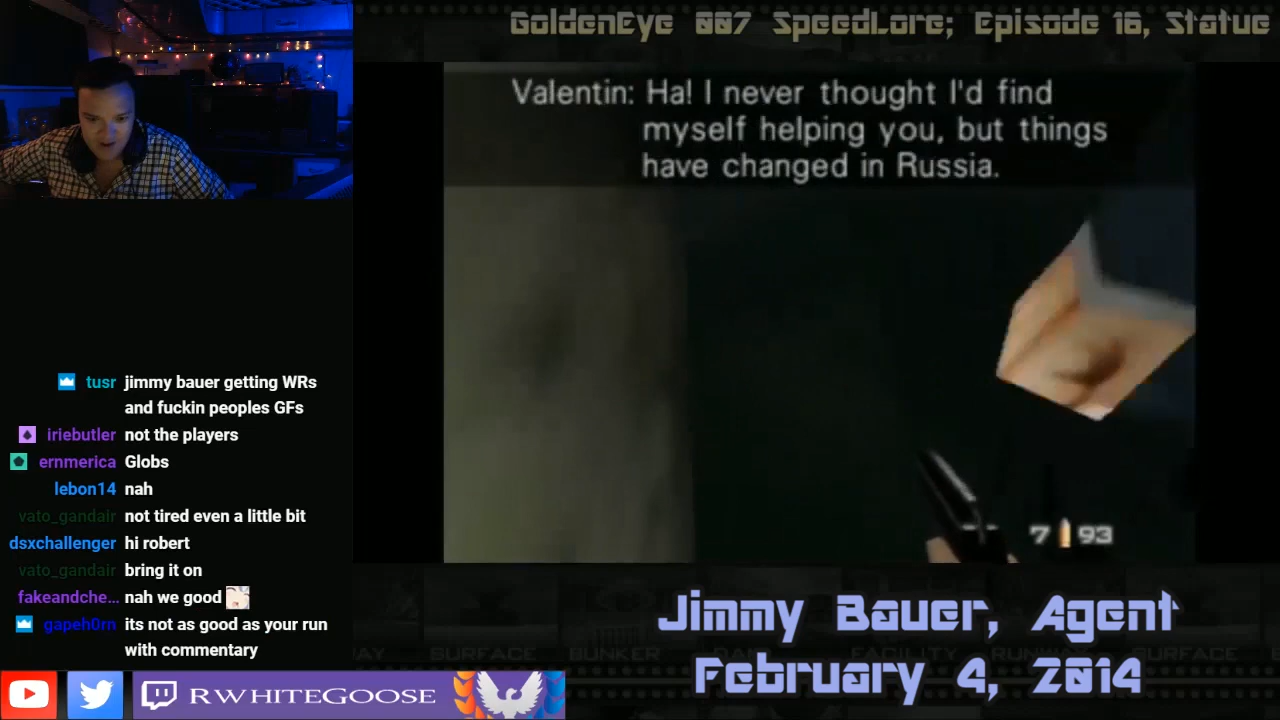 GoldenEye 007 SpeedLore; Episode 16, Statue
Valentin: Ha! I never thought I'd find
myself helping you, but things
have changed in Russia.
7 93
tusr jimmy bauer getting WRs
and fuckin peoples GFs
iriebutler not the players
ernmerica Globs
lebon14 nah
vato_gandair not tired even a little bit
dsxchallenger hi robert
vato_gandair bring it on
fakeandche... nah we good
gapeh0rn its not as good as your run
with commentary
Jimmy Bauer, Agent
February 4, 2014
SURFACE BUNKER FACILITY RUNWAY SURFACE
RWHITEGOOSE